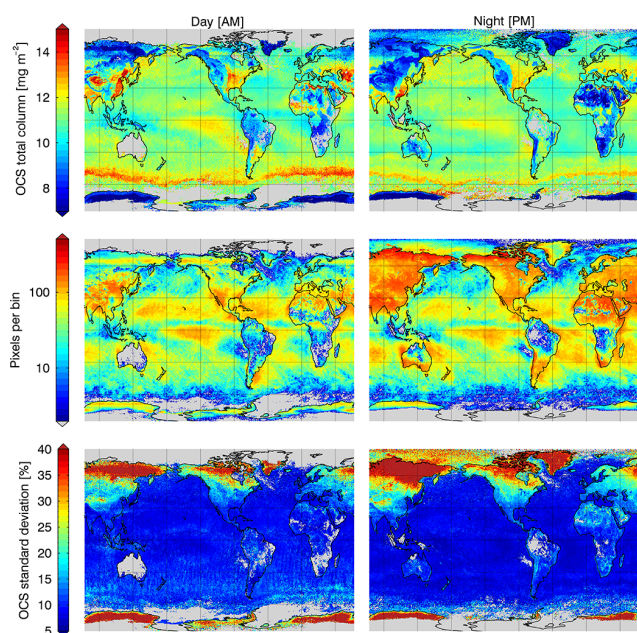 Day [AM]
Night [PM]
OCS total column [mg m⁻²]
14
12
10
8
Pixels per bin
100
10
OCS standard deviation [%]
40
35
30
25
20
15
10
5